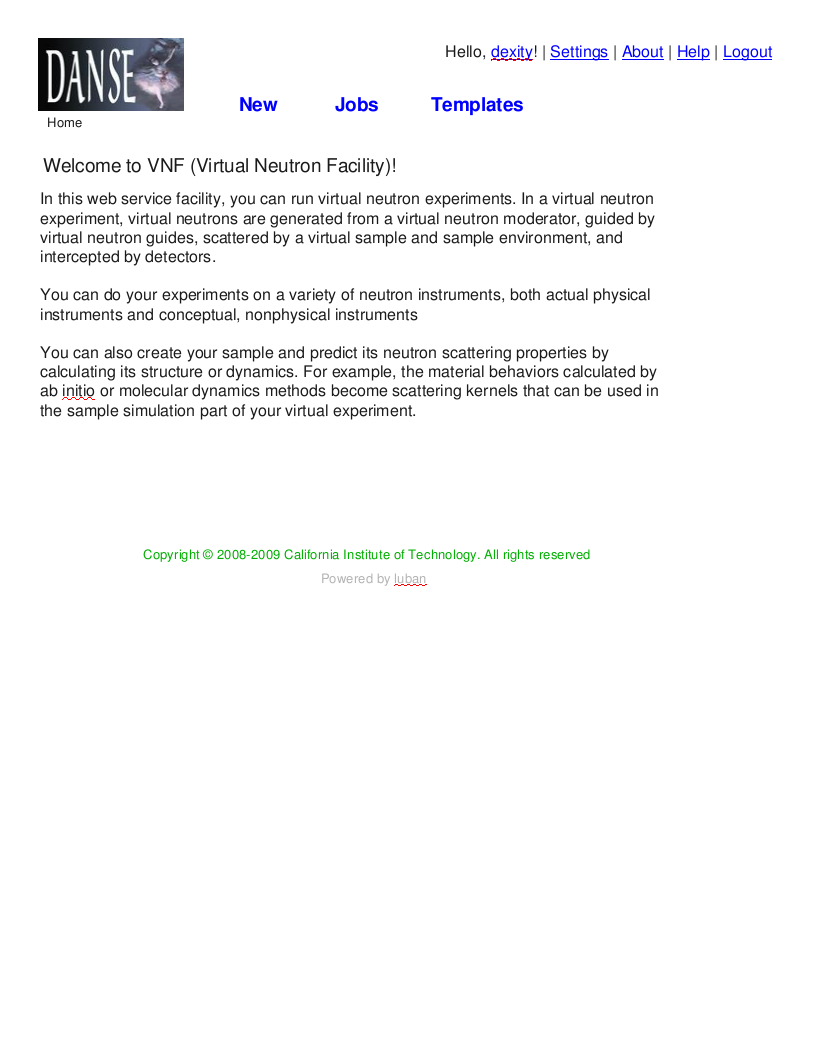 DANSE
Hello, dexity! | Settings | About | Help | Logout
New Jobs Templates
Home
Welcome to VNF (Virtual Neutron Facility)!
In this web service facility, you can run virtual neutron experiments. In a virtual neutron
experiment, virtual neutrons are generated from a virtual neutron moderator, guided by
virtual neutron guides, scattered by a virtual sample and sample environment, and
intercepted by detectors.
You can do your experiments on a variety of neutron instruments, both actual physical
instruments and conceptual, nonphysical instruments
You can also create your sample and predict its neutron scattering properties by
calculating its structure or dynamics. For example, the material behaviors calculated by
ab initio or molecular dynamics methods become scattering kernels that can be used in
the sample simulation part of your virtual experiment.
Copyright © 2008-2009 California Institute of Technology. All rights reserved
Powered by luban